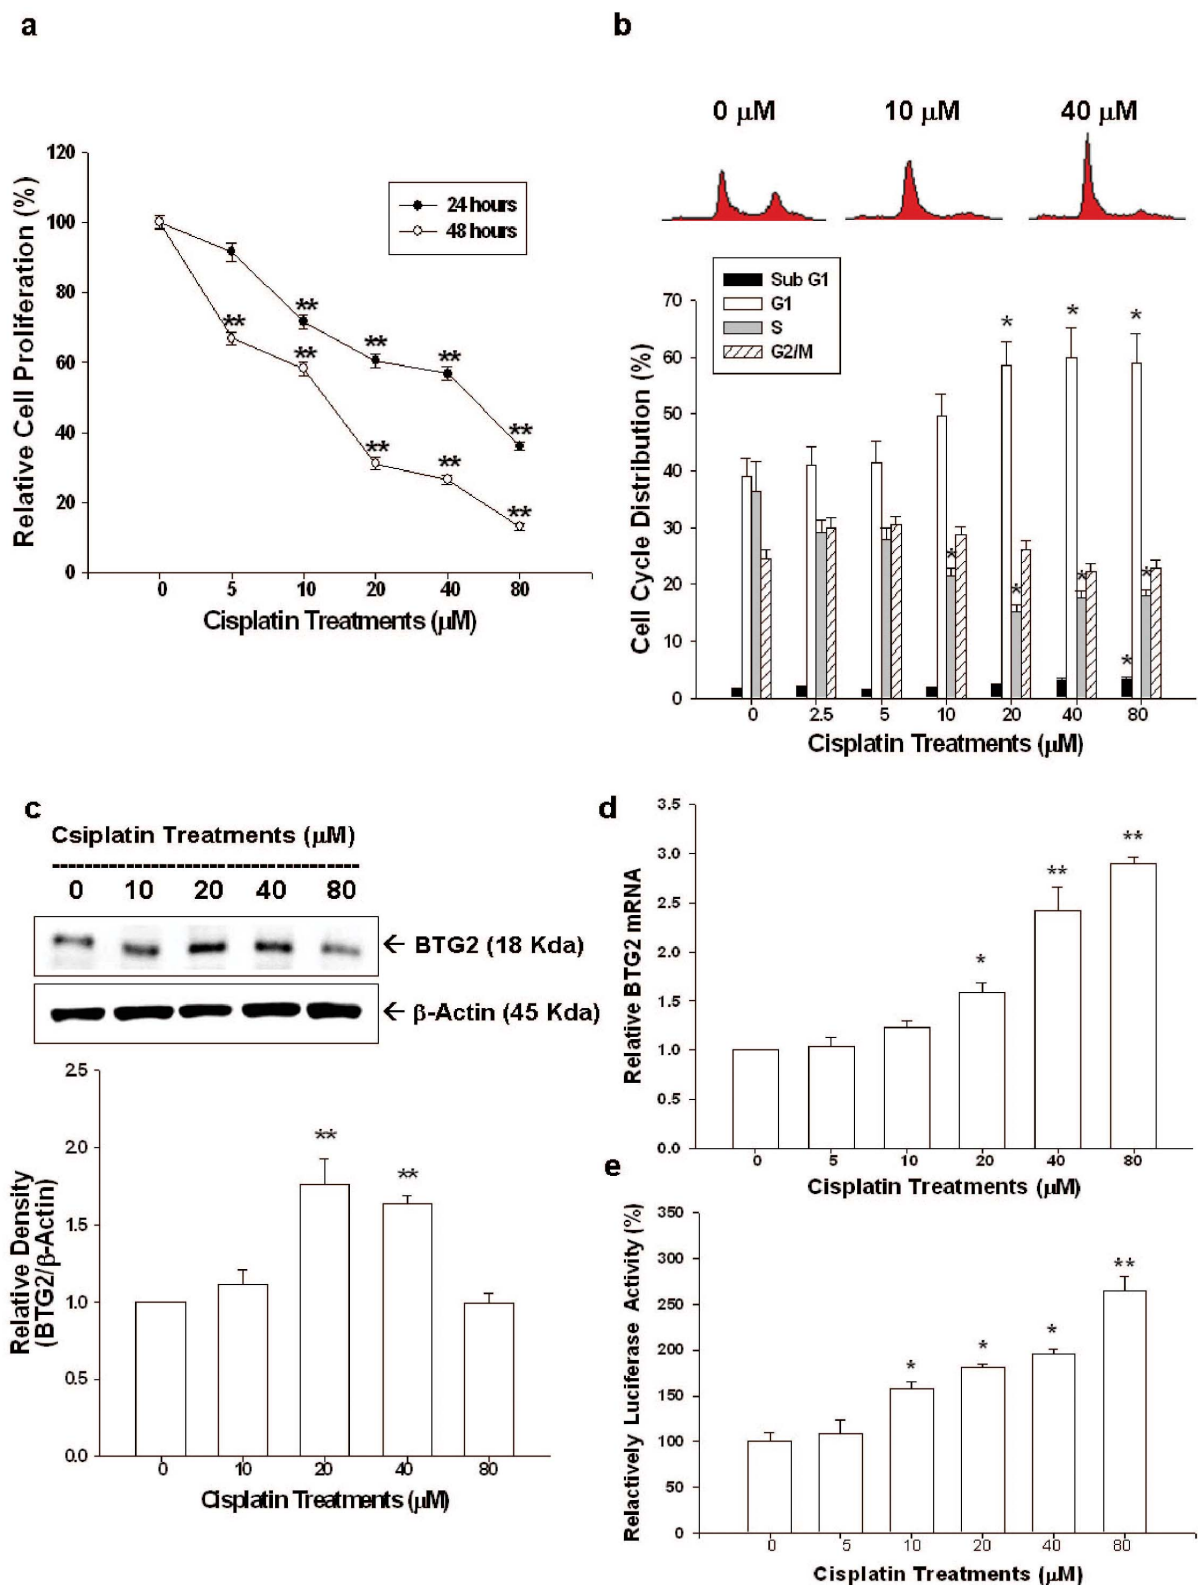 a
120
100
80
60
40
20
0
Relative Cell Proliferation (%)
24 hours
48 hours
**
**
**
**
**
**
**
**
**
0 5 10 20 40 80
Cisplatin Treatments (μM)
b
0 μM 10 μM 40 μM
Sub G1
G1
S
G2/M
70
60
50
40
30
20
10
0
Cell Cycle Distribution (%)
* * *
* * * *
*
0 2.5 5 10 20 40 80
Cisplatin Treatments (μM)
c
Csiplatin Treatments (μM)
0 10 20 40 80
← BTG2 (18 Kda)
← β-Actin (45 Kda)
2.5
2.0
1.5
1.0
0.5
0.0
Relative Density
(BTG2/β-Actin)
** **
0 10 20 40 80
Cisplatin Treatments (μM)
d
3.5
3.0
2.5
2.0
1.5
1.0
0.5
0.0
Relative BTG2 mRNA
* ** **
0 5 10 20 40 80
Cisplatin Treatments (μM)
e
350
300
250
200
150
100
50
0
Relactively Luciferase Activity (%)
* * * **
0 5 10 20 40 80
Cisplatin Treatments (μM)